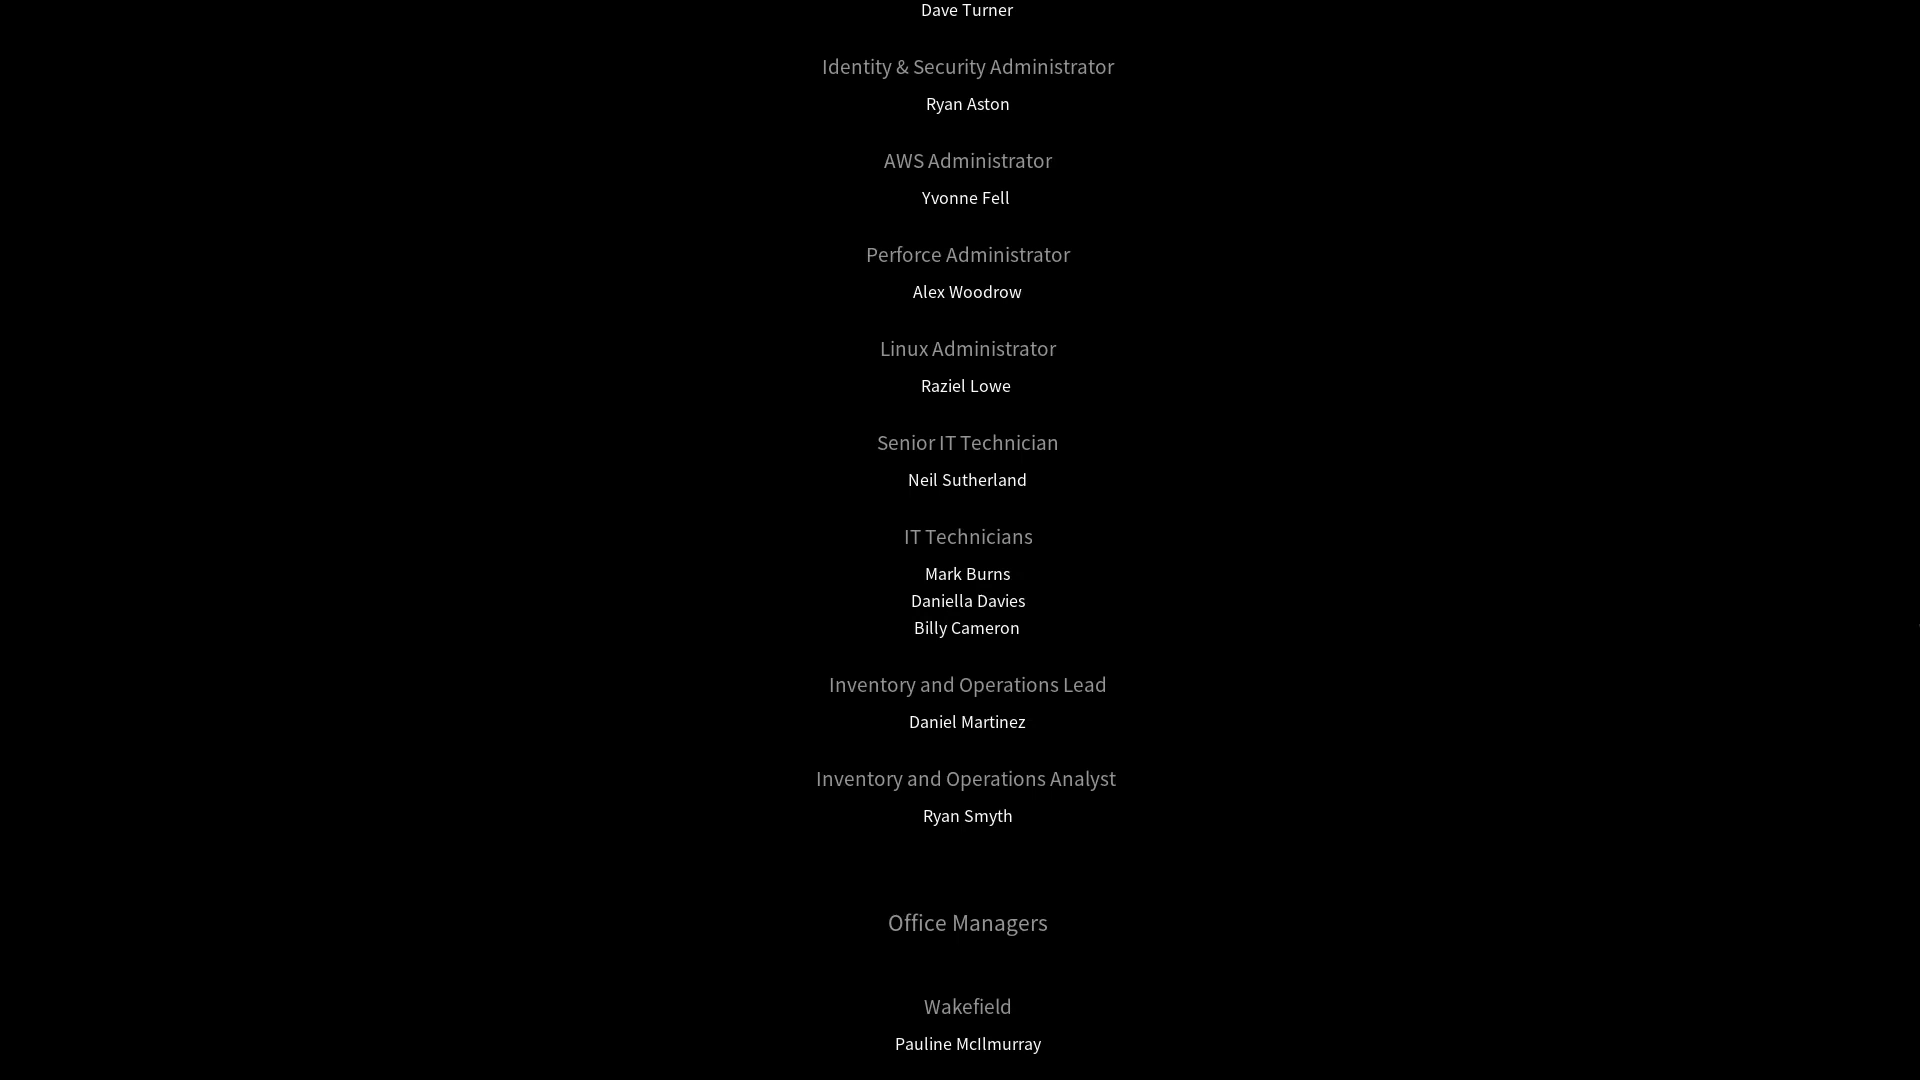 Dave Turner
Identity & Security Administrator
Ryan Aston
AWS Administrator
Yvonne Fell
Perforce Administrator
Alex Woodrow
Linux Administrator
Raziel Lowe
Senior IT Technician
Neil Sutherland
IT Technicians
Mark Burns
Daniella Davies
Billy Cameron
Inventory and Operations Lead
Daniel Martinez
Inventory and Operations Analyst
Ryan Smyth
Office Managers
Wakefield
Pauline McIlmurray